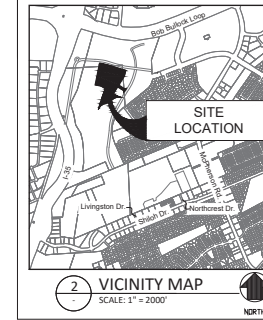 Bob Bullock Loop
SITE
LOCATION
I-35
McPherson Rd.
Livingston Dr.
Shiloh Dr.
Northcrest Dr.
2
-
VICINITY MAP
SCALE: 1" = 2000'
NORTH